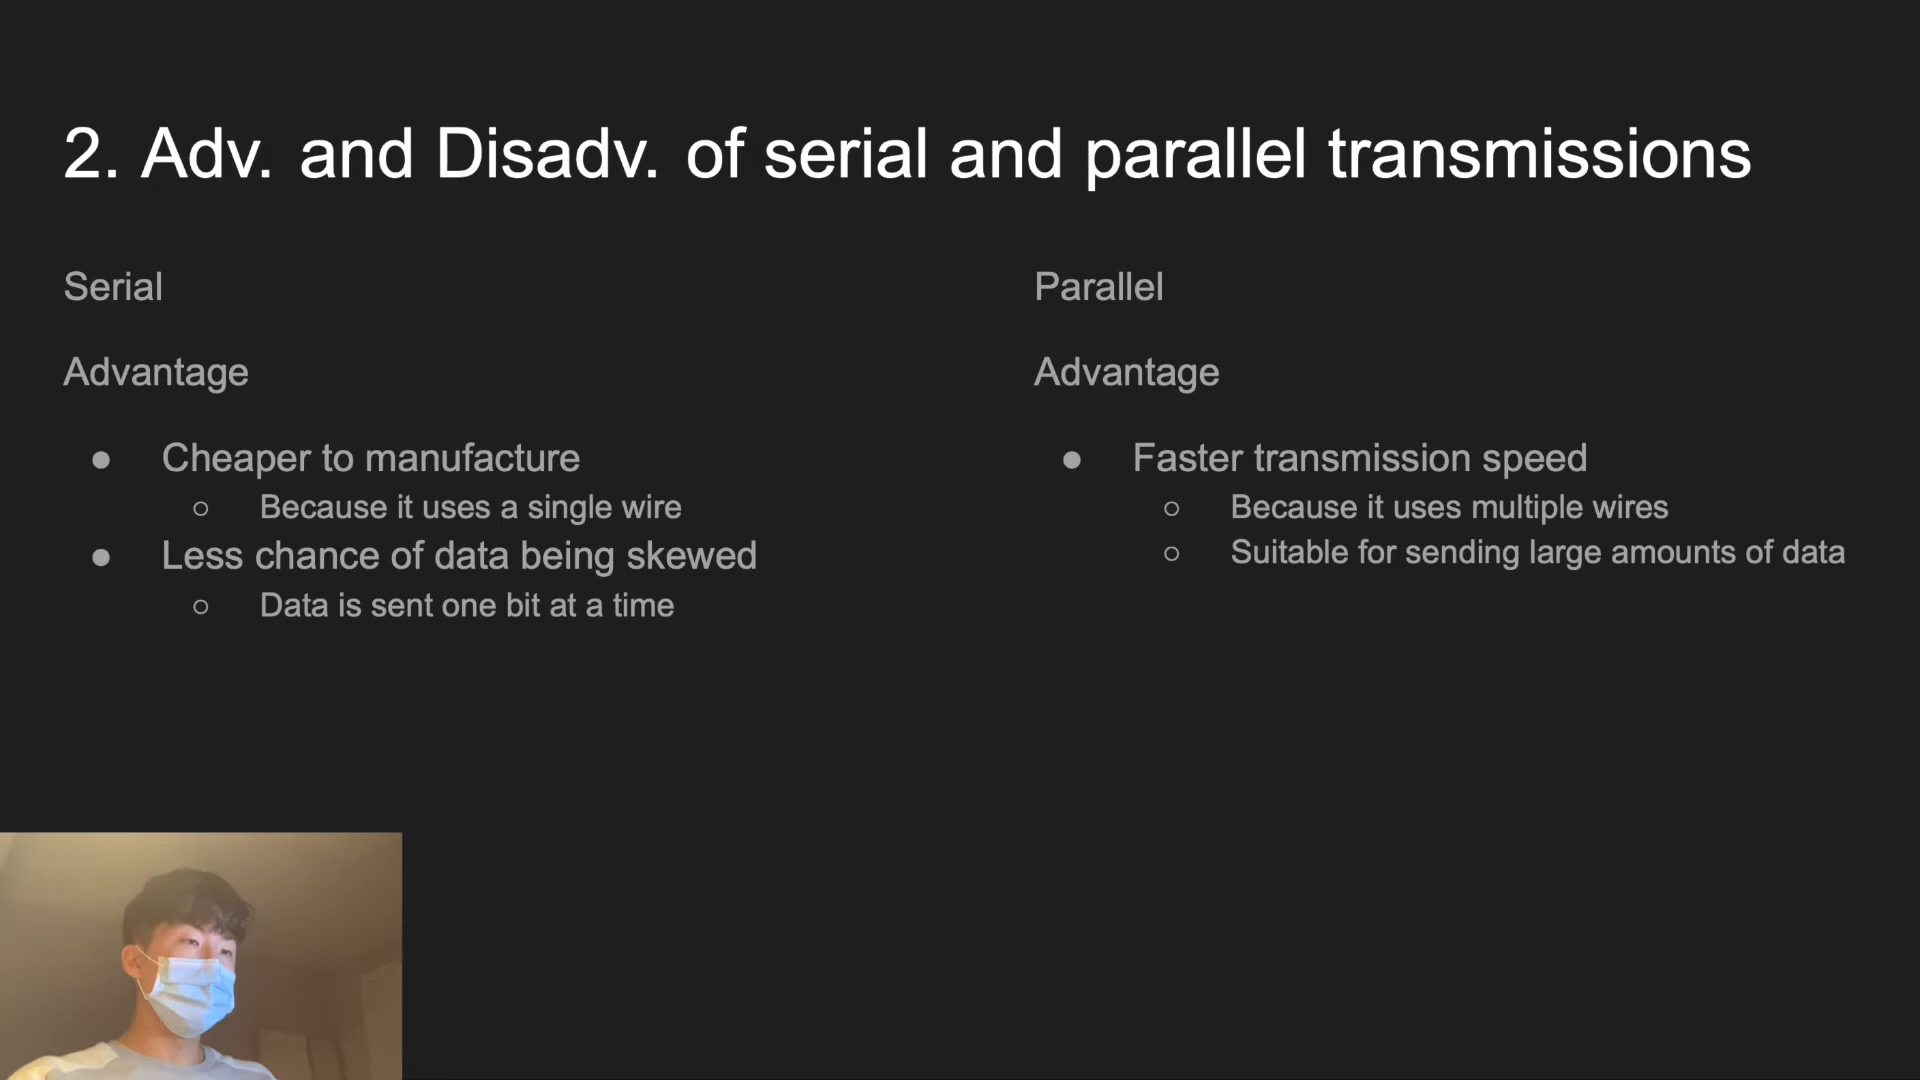 2. Adv. and Disadv. of serial and parallel transmissions
Serial
Advantage
● Cheaper to manufacture
○ Because it uses a single wire
● Less chance of data being skewed
○ Data is sent one bit at a time
Parallel
Advantage
● Faster transmission speed
○ Because it uses multiple wires
○ Suitable for sending large amounts of data